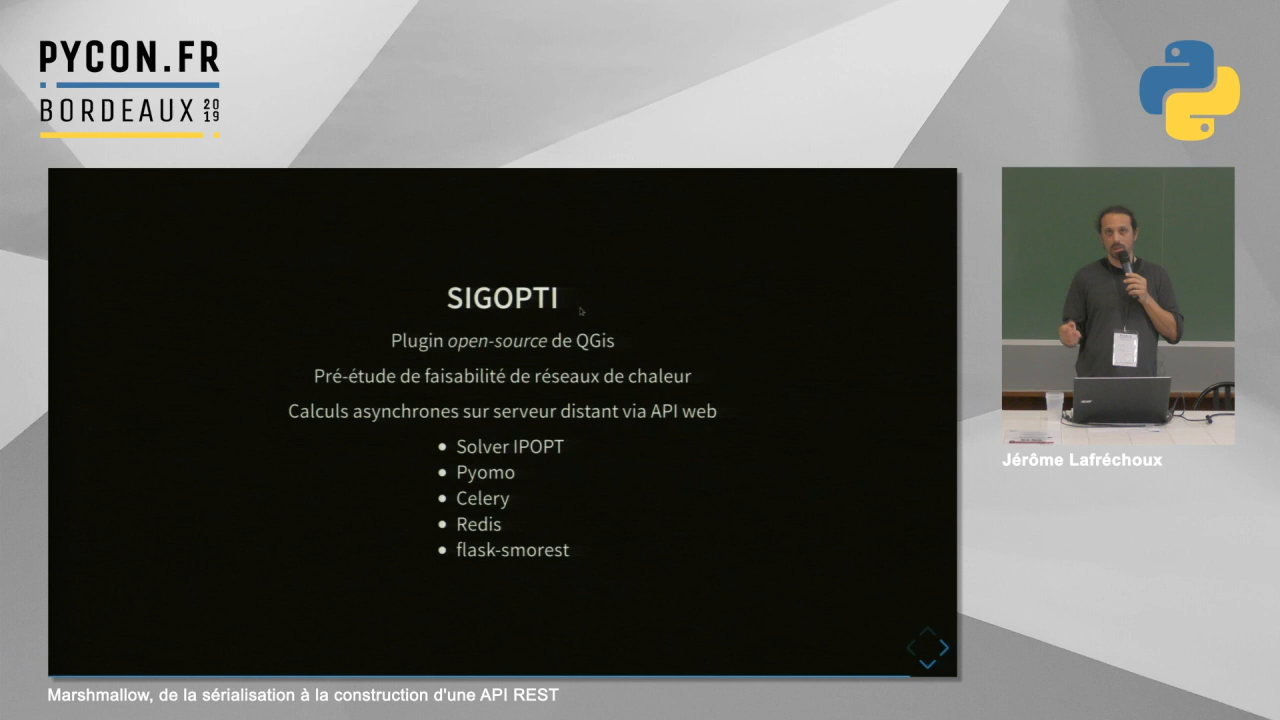 PYCON.FR
BORDEAUX 2019
SIGOPTI
Plugin open-source de QGis
Pré-étude de faisabilité de réseaux de chaleur
Calculs asynchrones sur serveur distant via API web
• Solver IPOPT
• Pyomo
• Celery
• Redis
• flask-smorest
Jérôme Lafréchoux
Marshmallow, de la sérialisation à la construction d'une API REST